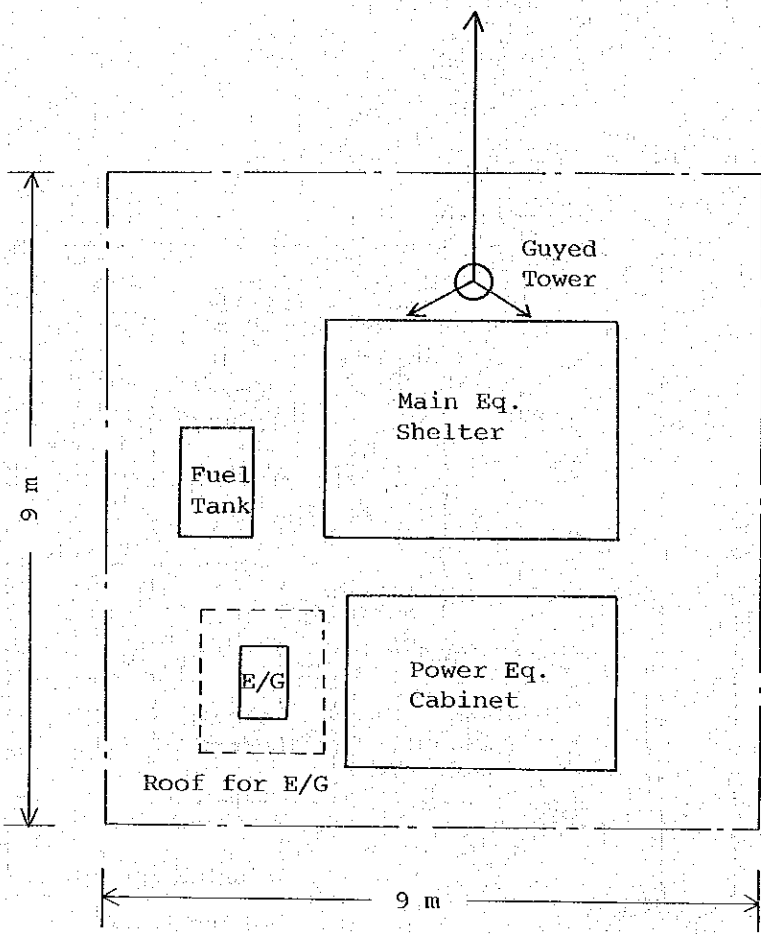 Guyed
Tower
Main Eq.
Shelter
Fuel
Tank
9 m
E/G
Power Eq.
Cabinet
Roof for E/G
9 m